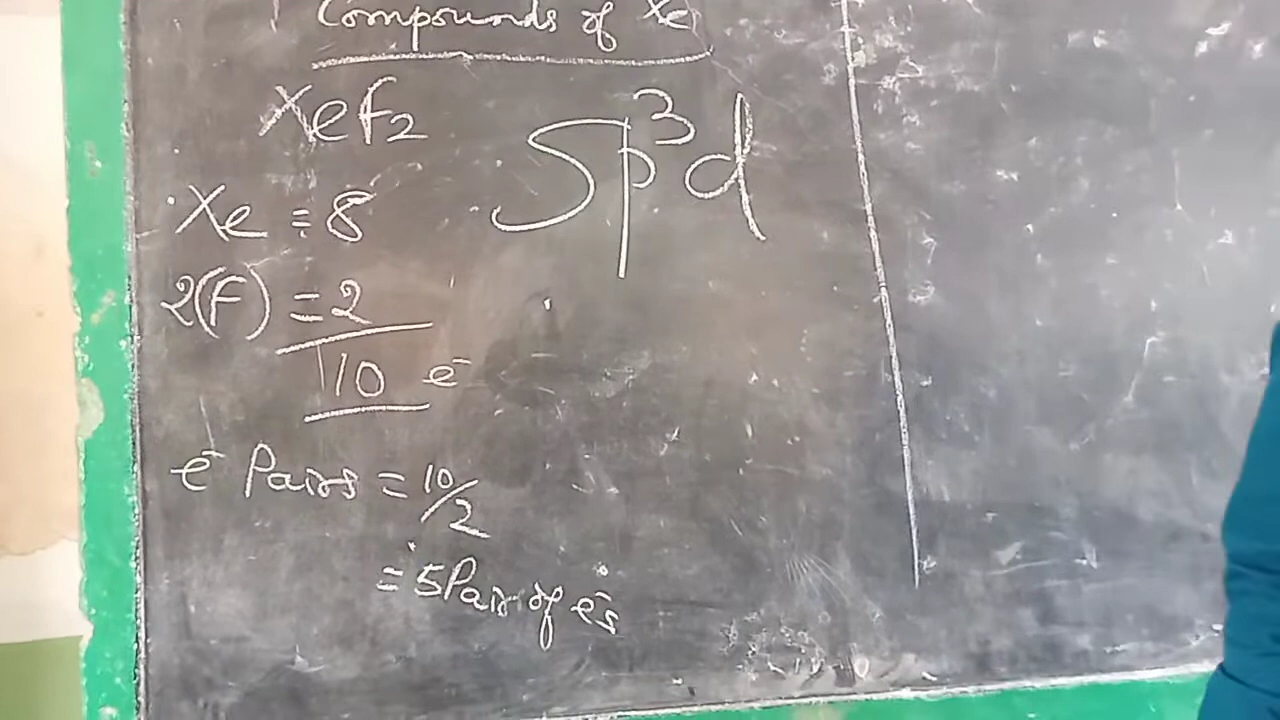 Compounds of Xe
XeF₂
Sp³d
Xe = 8
2(F) = 2
10 e⁻
e⁻ Pairs = 10/2
= 5 Pair of e⁻s